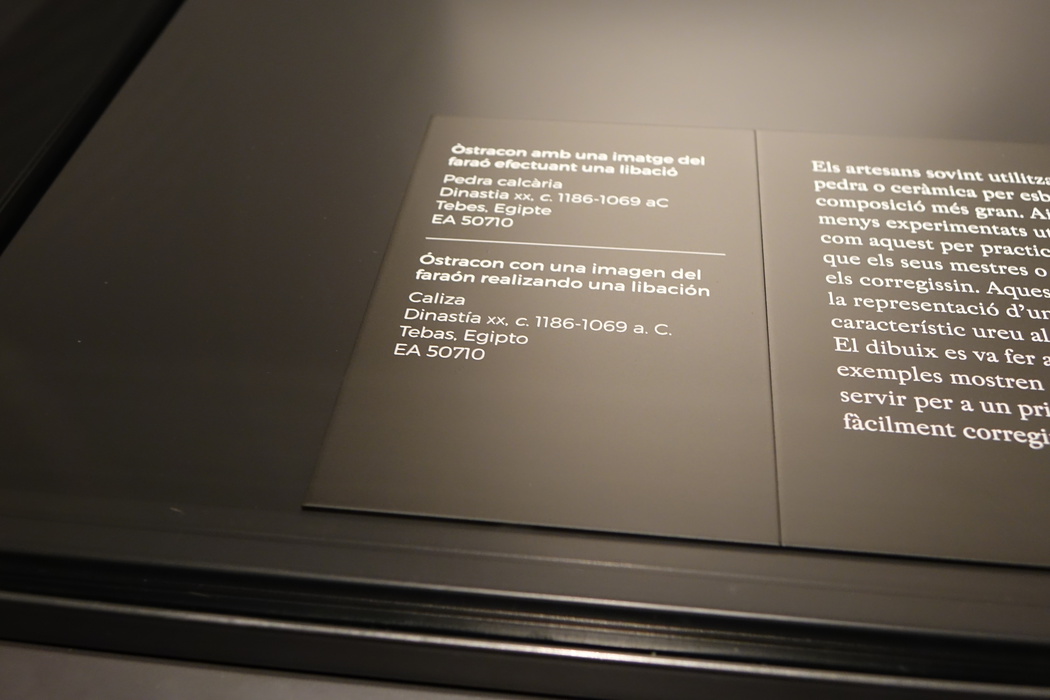 Òstracon amb una imatge del
faraó efectuant una libació
Pedra calcària
Dinastia XX, c. 1186-1069 aC
Tebes, Egipte
EA 50710
Óstracon con una imagen del
faraón realizando una libación
Caliza
Dinastía XX, c. 1186-1069 a. C.
Tebas, Egipto
EA 50710
Els artesans sovint
pedra o ceràmica per
composició més gran.
menys experimentats
com aquest per
que els seus mestres o
els corregissin.
la representació
característic ureu
El dibuix es va fer
exemples mostren
servir per a un
fàcilment